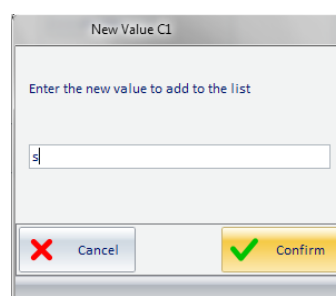 New Value C1
Enter the new value to add to the list
s
Cancel
Confirm